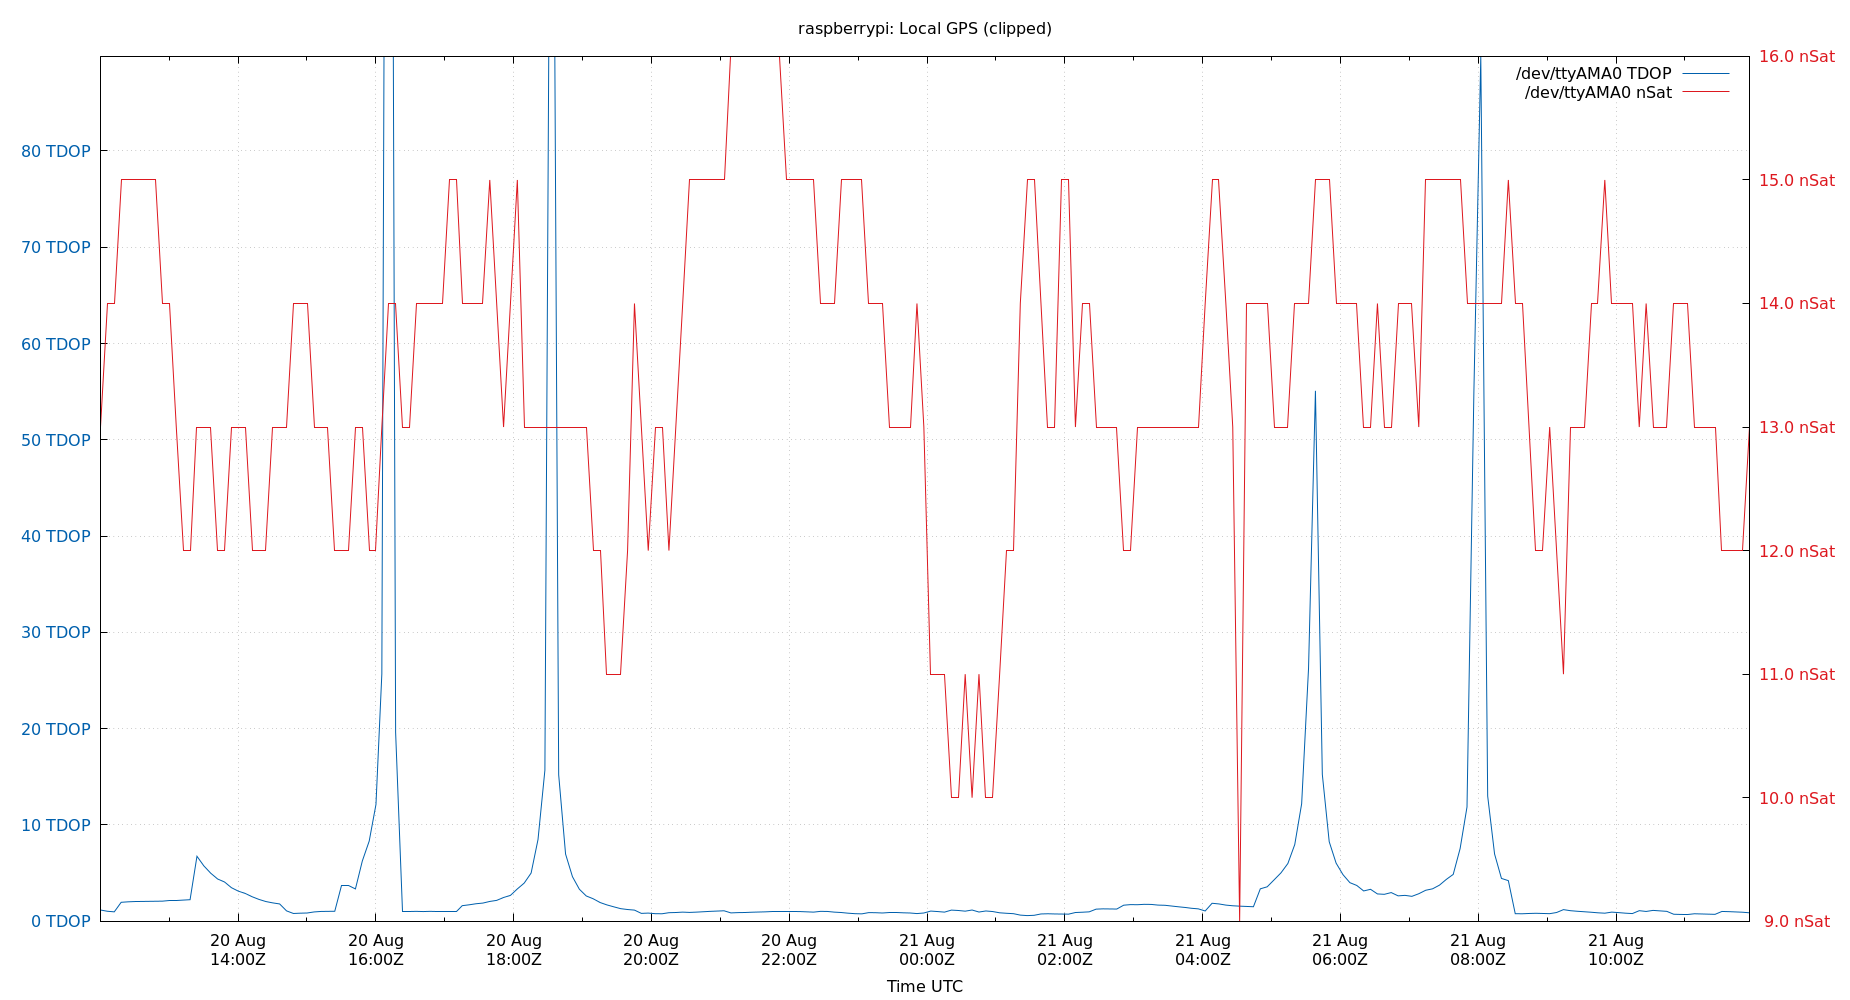 raspberrypi: Local GPS (clipped)
/dev/ttyAMA0 TDOP
/dev/ttyAMA0 nSat
80 TDOP
70 TDOP
60 TDOP
50 TDOP
40 TDOP
30 TDOP
20 TDOP
10 TDOP
0 TDOP
16.0 nSat
15.0 nSat
14.0 nSat
13.0 nSat
12.0 nSat
11.0 nSat
10.0 nSat
9.0 nSat
20 Aug
14:00Z
20 Aug
16:00Z
20 Aug
18:00Z
20 Aug
20:00Z
20 Aug
22:00Z
21 Aug
00:00Z
21 Aug
02:00Z
21 Aug
04:00Z
21 Aug
06:00Z
21 Aug
08:00Z
21 Aug
10:00Z
Time UTC